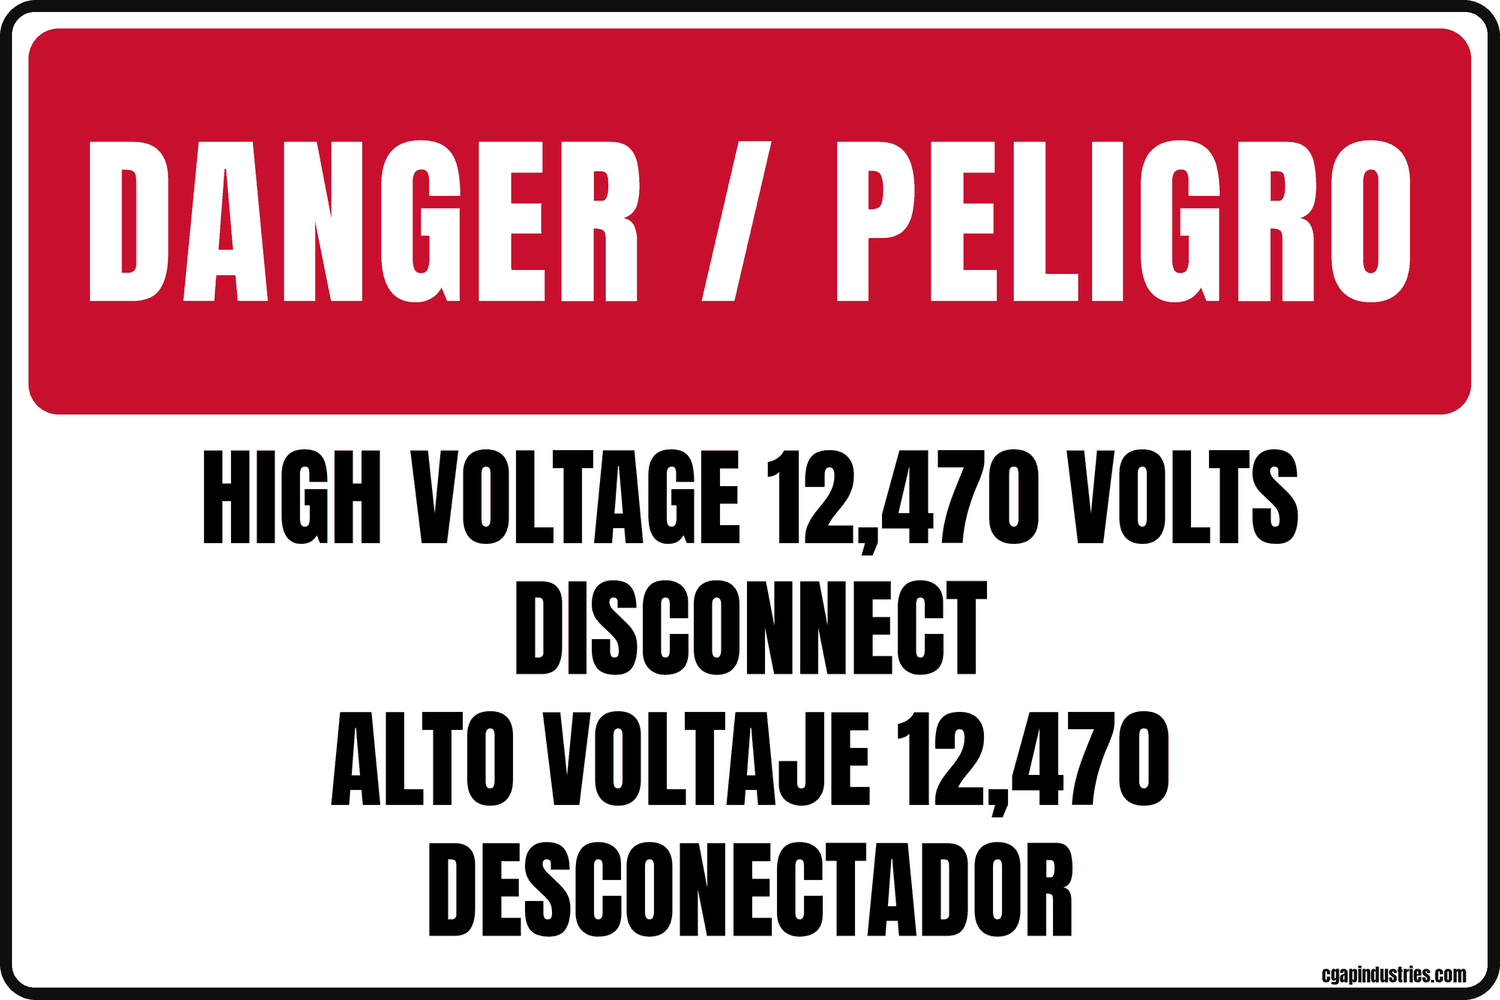 DANGER / PELIGRO
HIGH VOLTAGE 12,470 VOLTS
DISCONNECT
ALTO VOLTAJE 12,470
DESCONECTADOR
cgapindustries.com